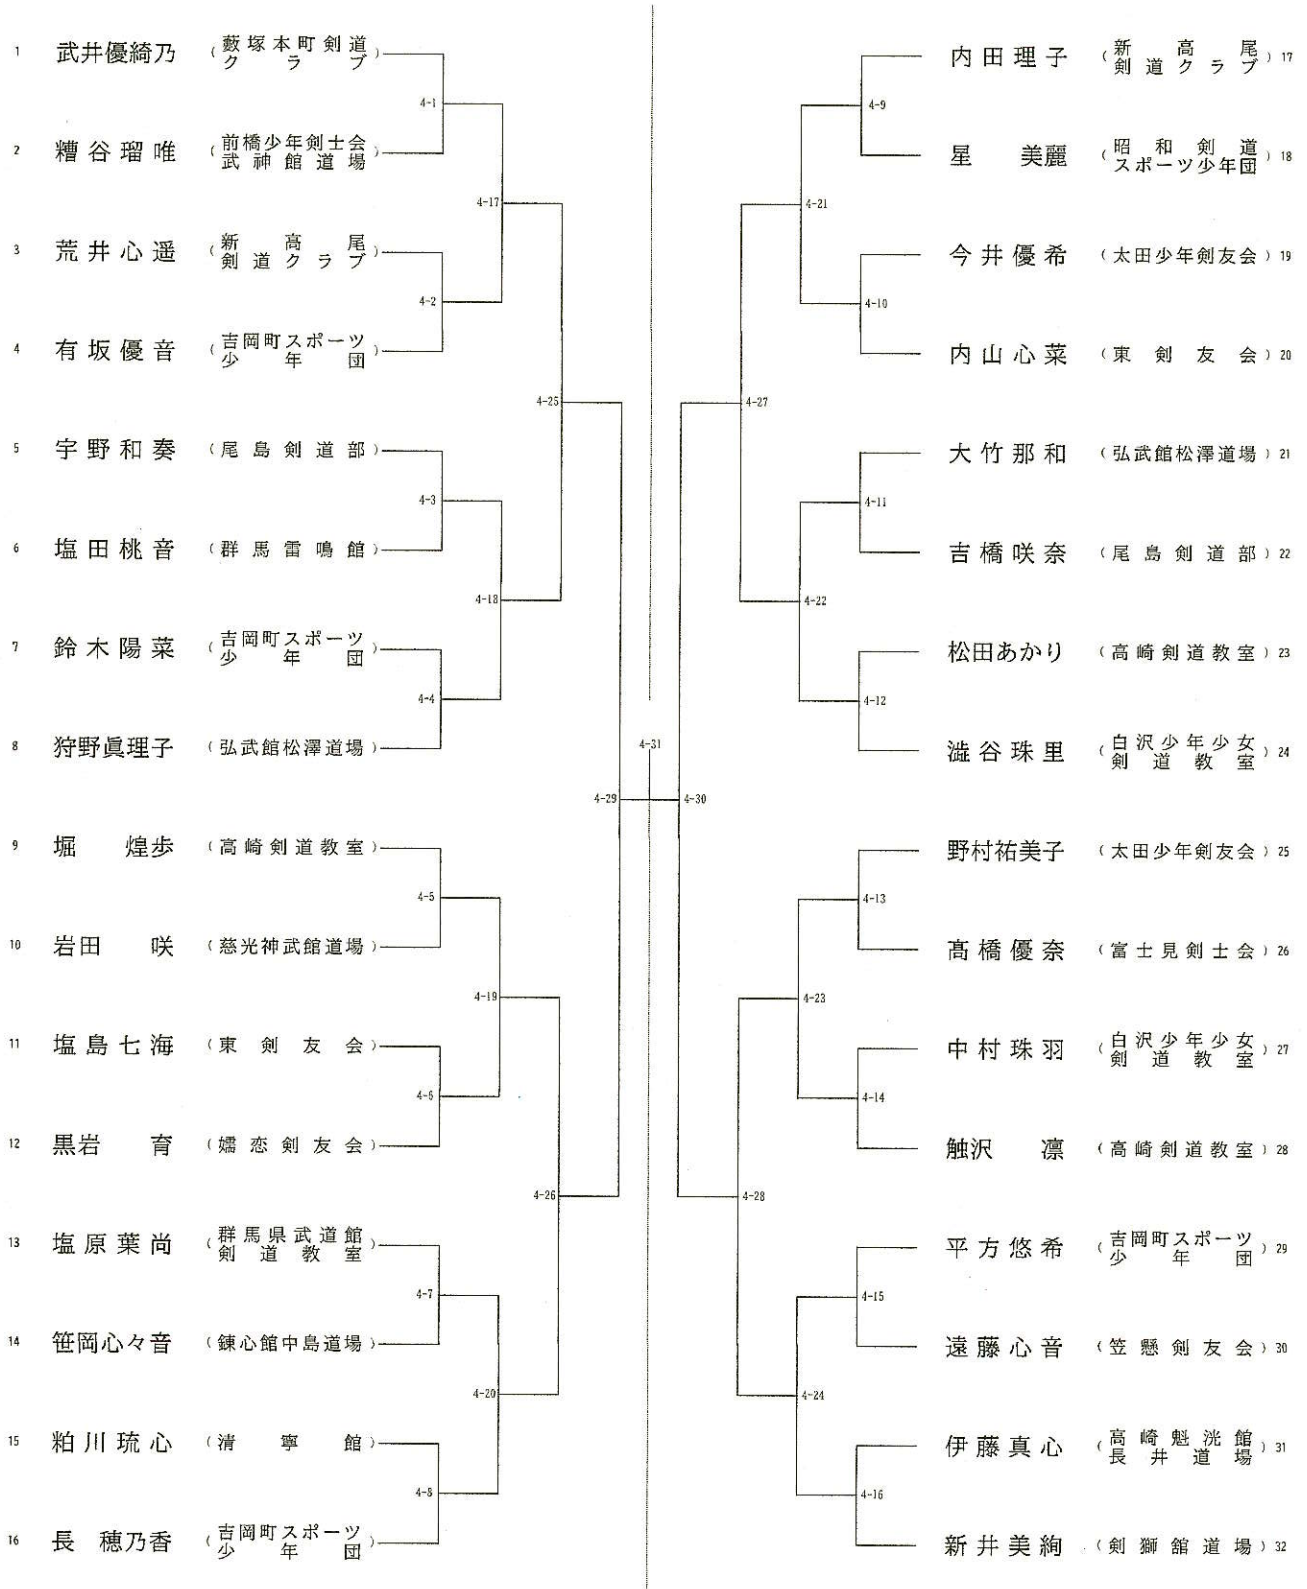 1 武井優綺乃 (藪塚本町剣道クラブ)
4-1
2 糟谷瑠唯 (前橋少年剣士会武神館道場)
4-17
3 荒井心遥 (新高尾剣道クラブ)
4-2
4 有坂優音 (吉岡町スポーツ少年団)
4-25
5 宇野和奏 (尾島剣道部)
4-3
6 塩田桃音 (群馬雷鳴館)
4-18
7 鈴木陽菜 (吉岡町スポーツ少年団)
4-4
8 狩野眞理子 (弘武館松澤道場)
4-29
9 堀 煌歩 (高崎剣道教室)
4-5
10 岩田 咲 (慈光神武館道場)
4-19
11 塩島七海 (東剣友会)
4-6
12 黒岩 育 (嬬恋剣友会)
4-26
13 塩原葉尚 (群馬県武道館剣道教室)
4-7
14 笹岡心々音 (錬心館中島道場)
4-20
15 粕川琉心 (清寧館)
4-8
16 長 穂乃香 (吉岡町スポーツ少年団)
4-31
内田理子 (新高尾剣道クラブ) 17
4-9
星 美麗 (昭和剣道スポーツ少年団) 18
4-21
今井優希 (太田少年剣友会) 19
4-10
内山心菜 (東剣友会) 20
4-27
大竹那和 (弘武館松澤道場) 21
4-11
吉橋咲奈 (尾島剣道部) 22
4-22
松田あかり (高崎剣道教室) 23
4-12
澁谷珠里 (白沢少年少女剣道教室) 24
4-30
野村祐美子 (太田少年剣友会) 25
4-13
髙橋優奈 (富士見剣士会) 26
4-23
中村珠羽 (白沢少年少女剣道教室) 27
4-14
触沢 凛 (高崎剣道教室) 28
4-28
平方悠希 (吉岡町スポーツ少年団) 29
4-15
遠藤心音 (笠懸剣友会) 30
4-24
伊藤真心 (高崎魁洸館長井道場) 31
4-16
新井美絢 (剣獅館道場) 32